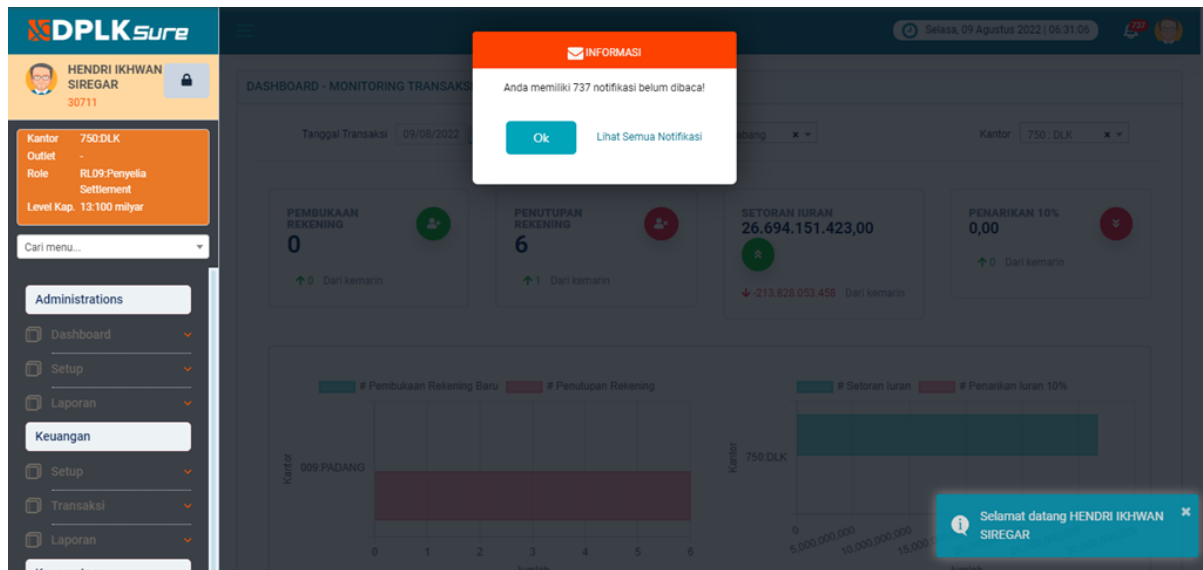 DPLKsure
HENDRI IKHWAN
SIREGAR
30711
Kantor 750:DLK
Outlet -
Role RL09:Penyelia
Settlement
Level Kap. 13:100 milyar
Cari menu...
Administrations
Dashboard
Setup
Laporan
Keuangan
Setup
Transaksi
Laporan
Selasa, 09 Agustus 2022 | 06:31:06
737
INFORMASI
Anda memiliki 737 notifikasi belum dibaca!
Ok Lihat Semua Notifikasi
DASHBOARD - MONITORING TRANSAKS
Tanggal Transaksi 09/08/2022
abang
Kantor 750 : DLK
PEMBUKAAN
REKENING
0
0 Dari kemarin
PENUTUPAN
REKENING
6
1 Dari kemarin
SETORAN IURAN
26.694.151.423,00
-213.828.053.458 Dari kemarin
PENARIKAN 10%
0,00
0 Dari kemarin
# Pembukaan Rekening Baru # Penutupan Rekening
Kantor
009:PADANG
0 1 2 3 4 5 6
# Setoran Iuran # Penarikan Iuran 10%
Kantor
750:DLK
0 5,000,000,000 10,000,000,000
Selamat datang HENDRI IKHWAN
SIREGAR